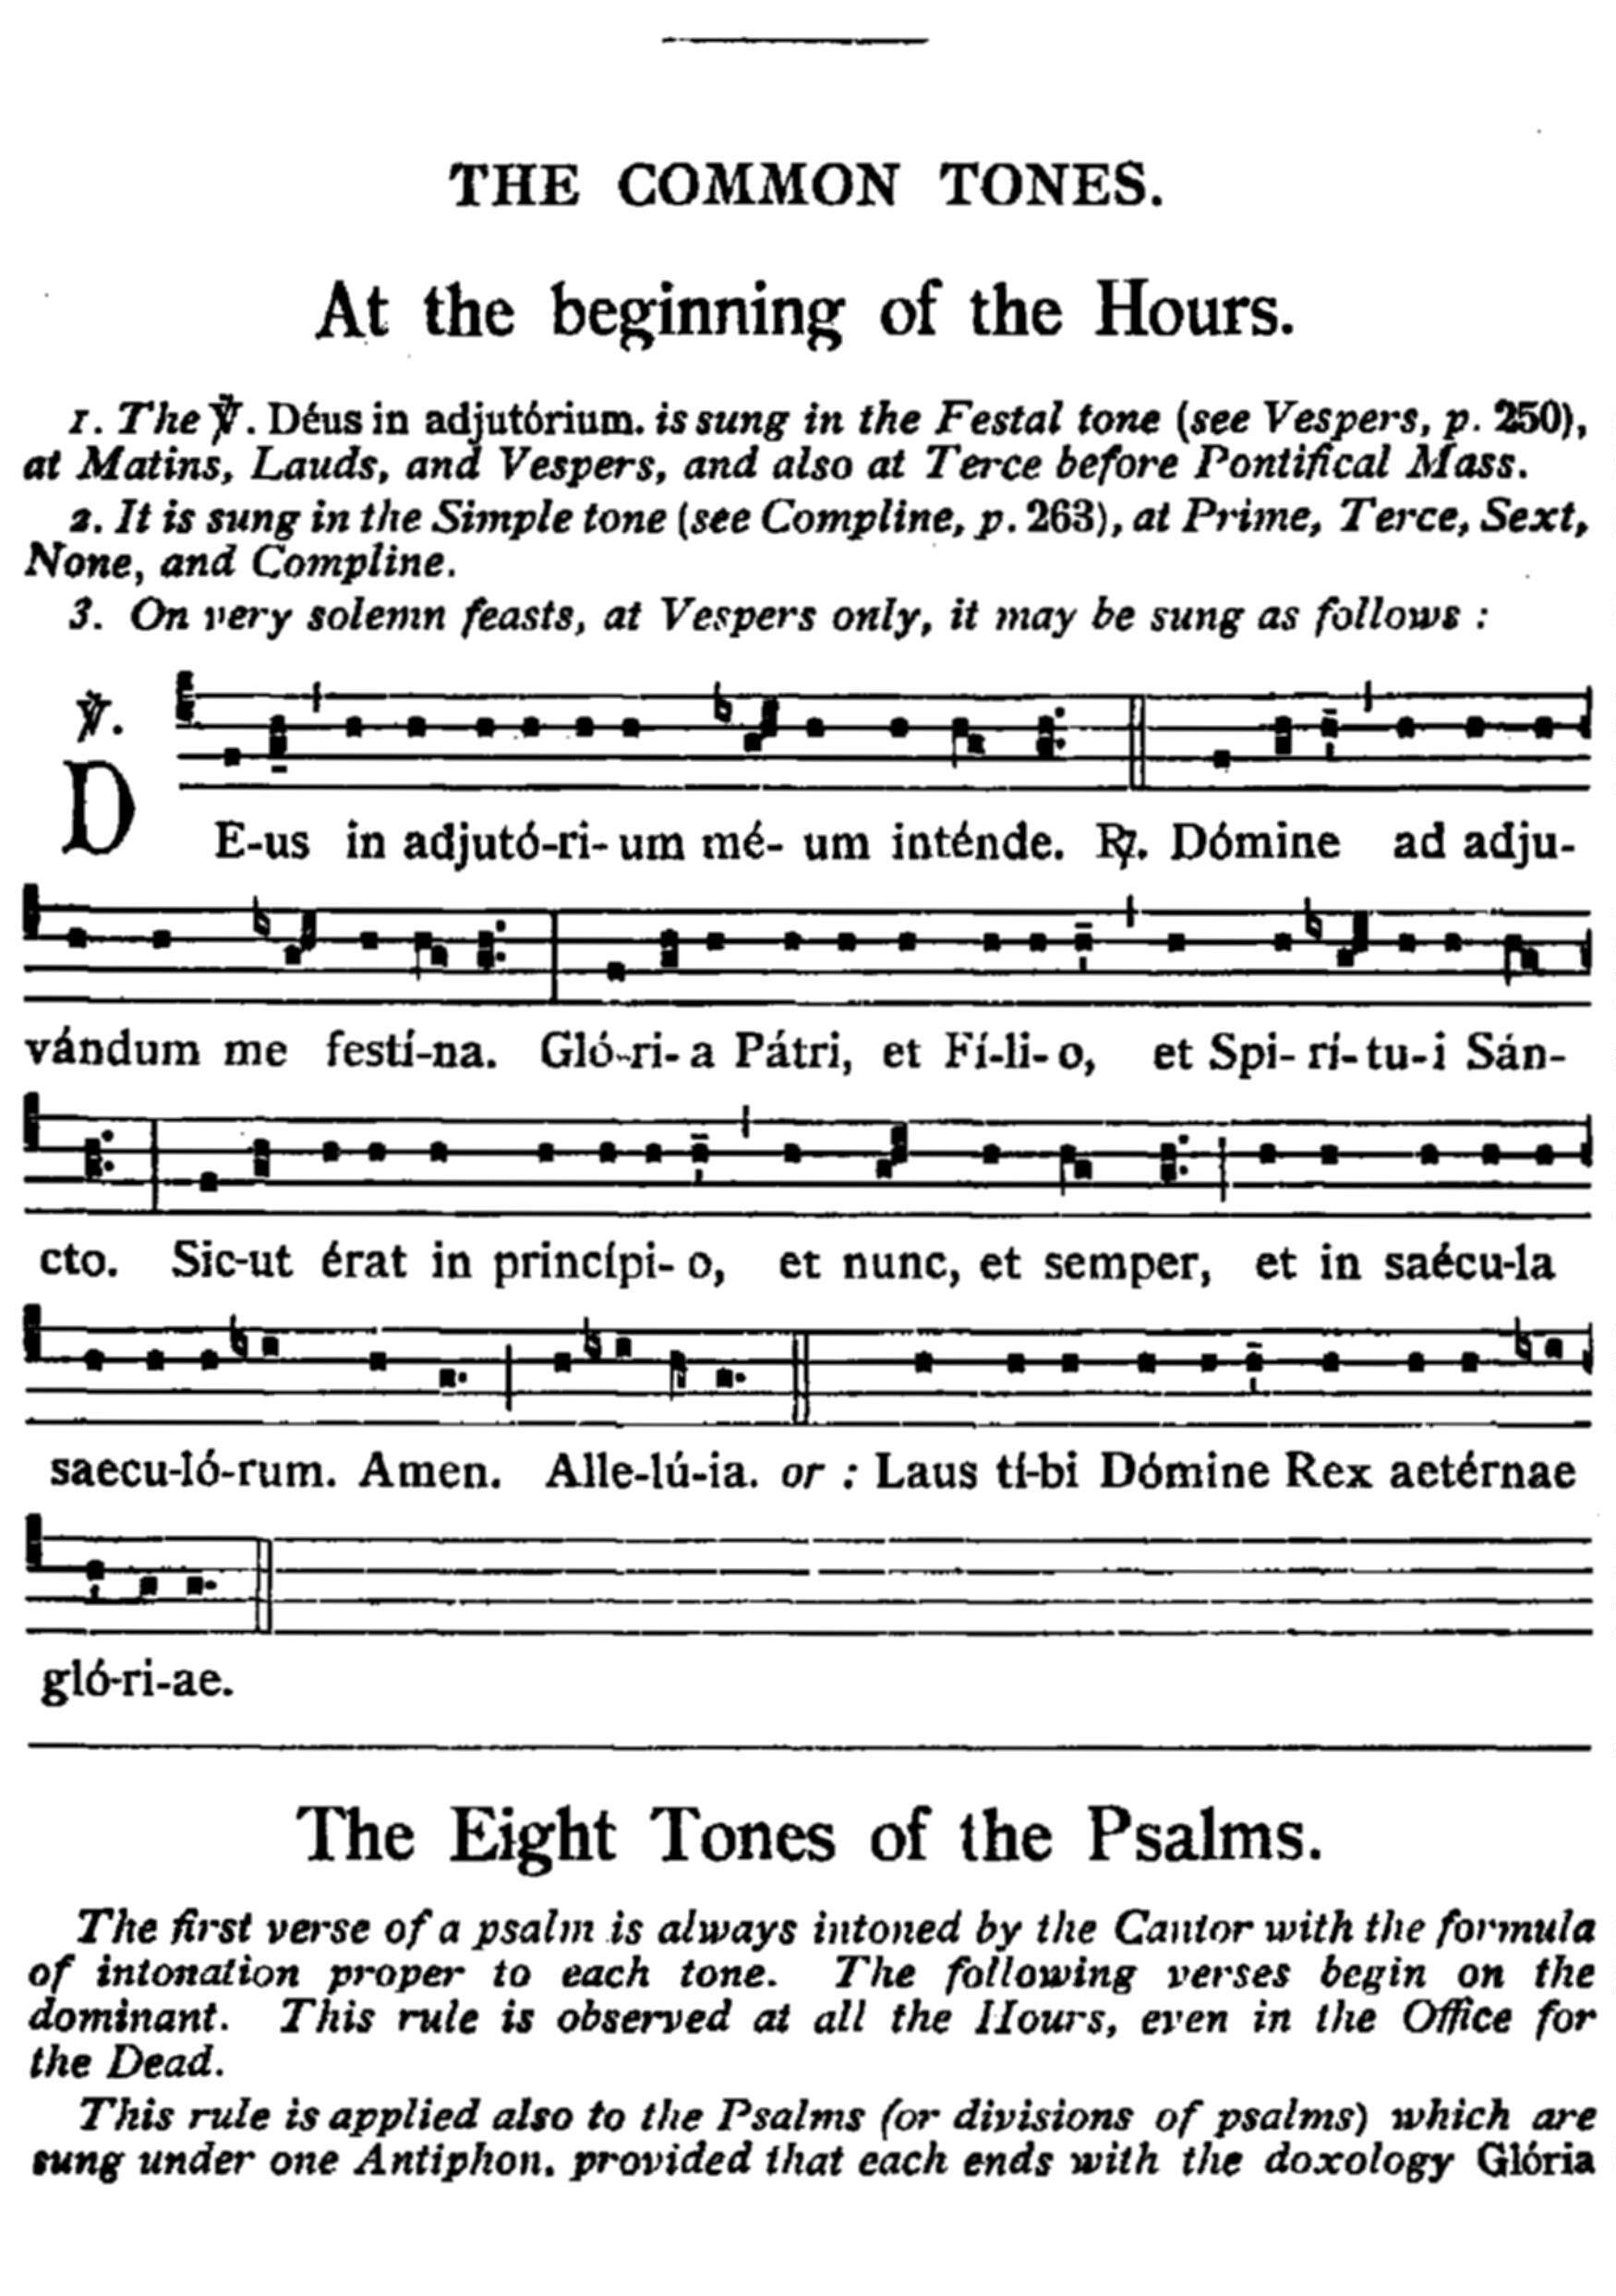 THE COMMON TONES.
At the beginning of the Hours.
1. The ℣. Déus in adjutórium. is sung in the Festal tone (see Vespers, p. 250),
at Matins, Lauds, and Vespers, and also at Terce before Pontifical Mass.
2. It is sung in the Simple tone (see Compline, p. 263), at Prime, Terce, Sext,
None, and Compline.
3. On very solemn feasts, at Vespers only, it may be sung as follows :
℣.
DE-us in adjutó-ri- um mé- um inténde. ℟. Dómine ad adju-
vándum me festí-na. Gló-ri- a Pátri, et Fí-li- o, et Spi- rí- tu- i Sán-
cto. Sic-ut érat in princípi- o, et nunc, et semper, et in saécu-la
saecu-ló-rum. Amen. Alle-lú-ia. or : Laus tí-bi Dómine Rex aetérnae
gló-ri-ae.
The Eight Tones of the Psalms.
The first verse of a psalm is always intoned by the Cantor with the formula
of intonation proper to each tone. The following verses begin on the
dominant. This rule is observed at all the Hours, even in the Office for
the Dead.
This rule is applied also to the Psalms (or divisions of psalms) which are
sung under one Antiphon, provided that each ends with the doxology Glória